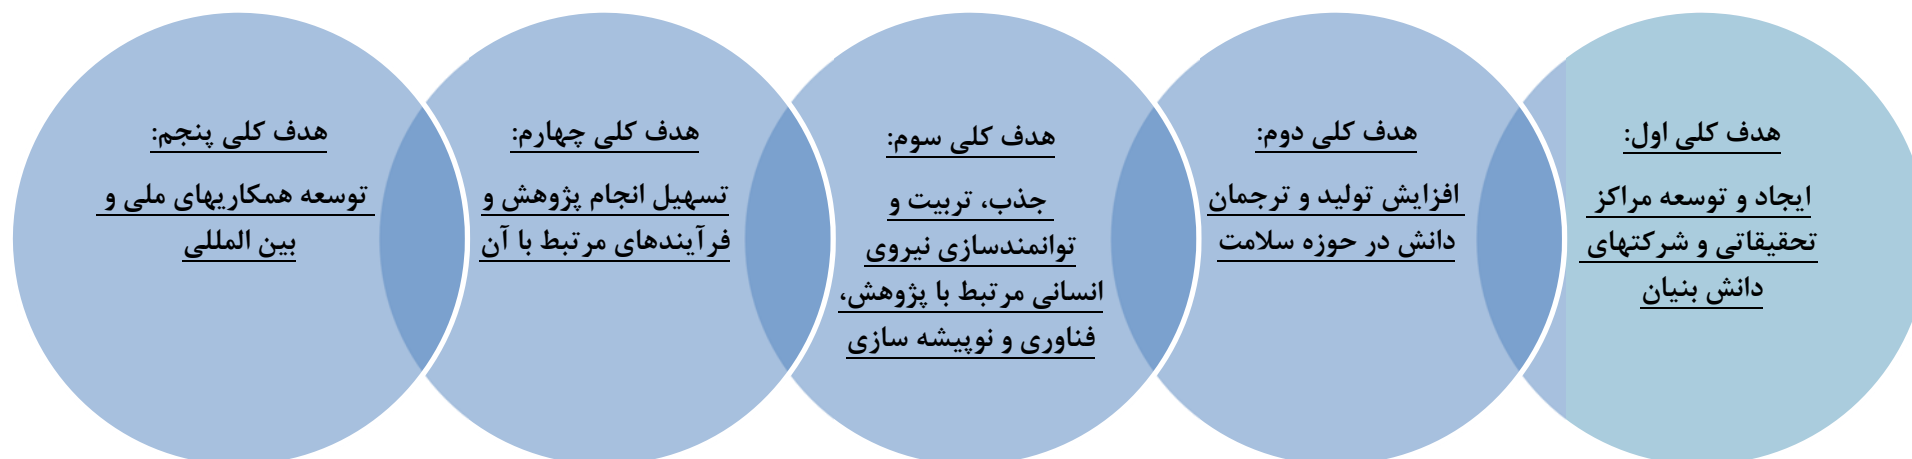 هدف کلی اول:
ایجاد و توسعه مراکز
تحقیقاتی و شرکتهای
دانش بنیان
هدف کلی دوم:
افزایش تولید و ترجمان
دانش در حوزه سلامت
هدف کلی سوم:
جذب، تربیت و
توانمندسازی نیروی
انسانی مرتبط با پژوهش،
فناوری و نوپیشه سازی
هدف کلی چهارم:
تسهیل انجام پژوهش و
فرآیندهای مرتبط با آن
هدف کلی پنجم:
توسعه همکاریهای ملی و
بین المللی